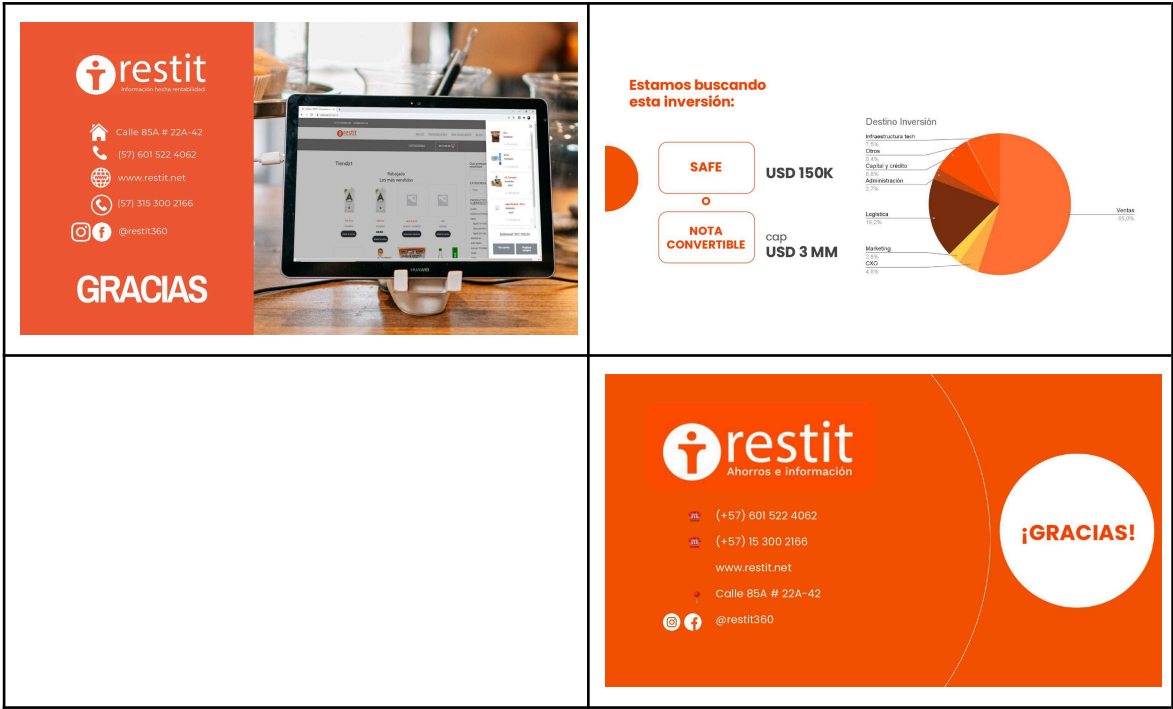 restit
Información hecha rentabilidad
Calle 85A # 22A-42
(57) 601 522 4062
www.restit.net
(57) 315 300 2166
@restit360
GRACIAS
restit
Tienda1
HUAWEI
Estamos buscando
esta inversión:
SAFE
USD 150K
o
NOTA
CONVERTIBLE
cap
USD 3 MM
Destino Inversión
Infraestructura tech
7,5%
Otros
0,4%
Capital y crédito
6,8%
Administración
2,7%
Logística
Marketing
2,6%
CXO
4,8%
Ventas
55,0%
restit
Ahorros e información
(+57) 601 522 4062
(+57) 15 300 2166
www.restit.net
Calle 85A # 22A-42
@restit360
¡GRACIAS!